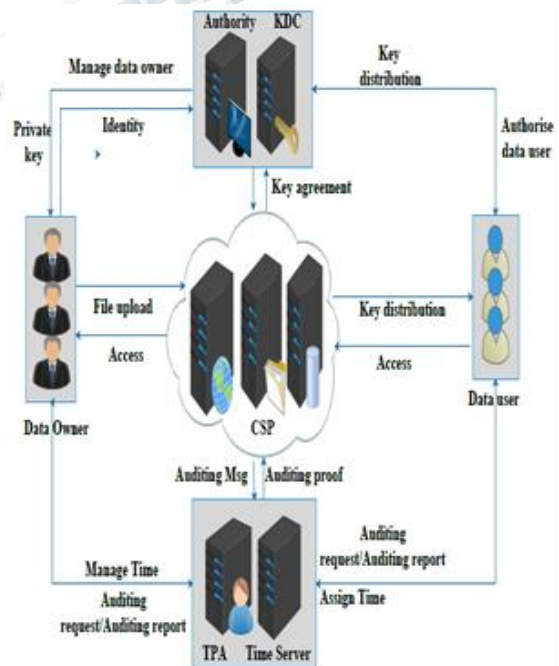 Authority KDC
Manage data owner
Key
distribution
Private
key
Identity
Authorise
data user
Key agreement
File upload
Access
Key distribution
Access
Data Owner
CSP
Data user
Auditing Msg
Auditing proof
Manage Time
Auditing
request/Auditing report
Auditing
request/Auditing report
Assign Time
TPA
Time Server